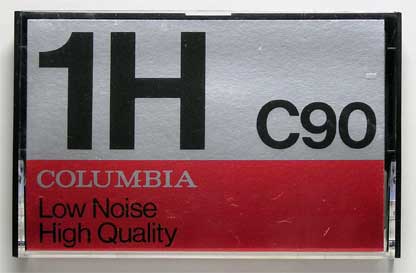 1H
C90
COLUMBIA
Low Noise
High Quality